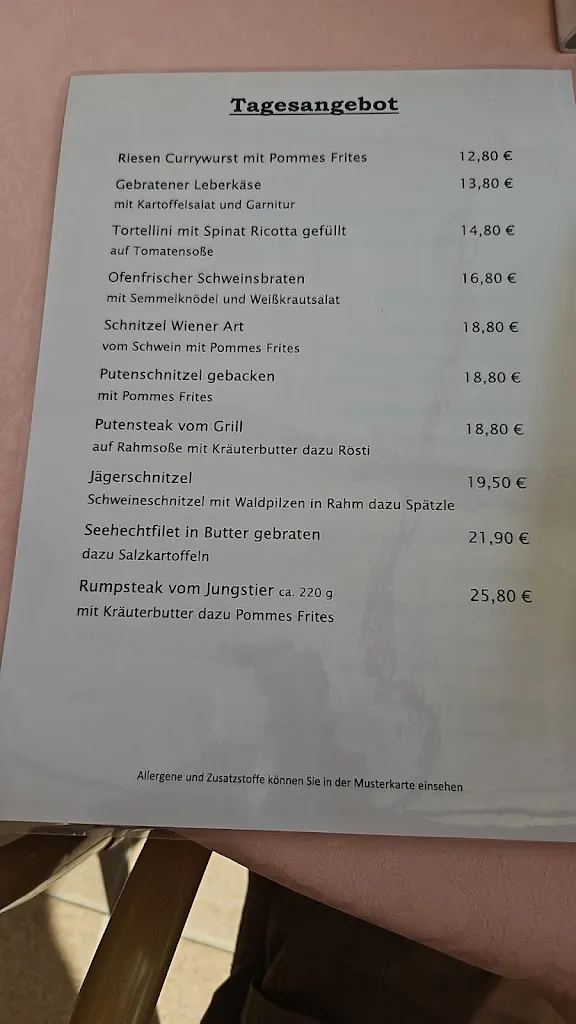 Tagesangebot
Riesen Currywurst mit Pommes Frites 12,80 €
Gebratener Leberkäse 13,80 €
mit Kartoffelsalat und Garnitur
Tortellini mit Spinat Ricotta gefüllt 14,80 €
auf Tomatensoße
Ofenfrischer Schweinsbraten 16,80 €
mit Semmelknödel und Weißkrautsalat
Schnitzel Wiener Art 18,80 €
vom Schwein mit Pommes Frites
Putenschnitzel gebacken 18,80 €
mit Pommes Frites
Putensteak vom Grill 18,80 €
auf Rahmsoße mit Kräuterbutter dazu Rösti
Jägerschnitzel 19,50 €
Schweineschnitzel mit Waldpilzen in Rahm dazu Spätzle
Seehechtfilet in Butter gebraten 21,90 €
dazu Salzkartoffeln
Rumpsteak vom Jungstier ca. 220 g 25,80 €
mit Kräuterbutter dazu Pommes Frites
Allergene und Zusatzstoffe können Sie in der Musterkarte einsehen